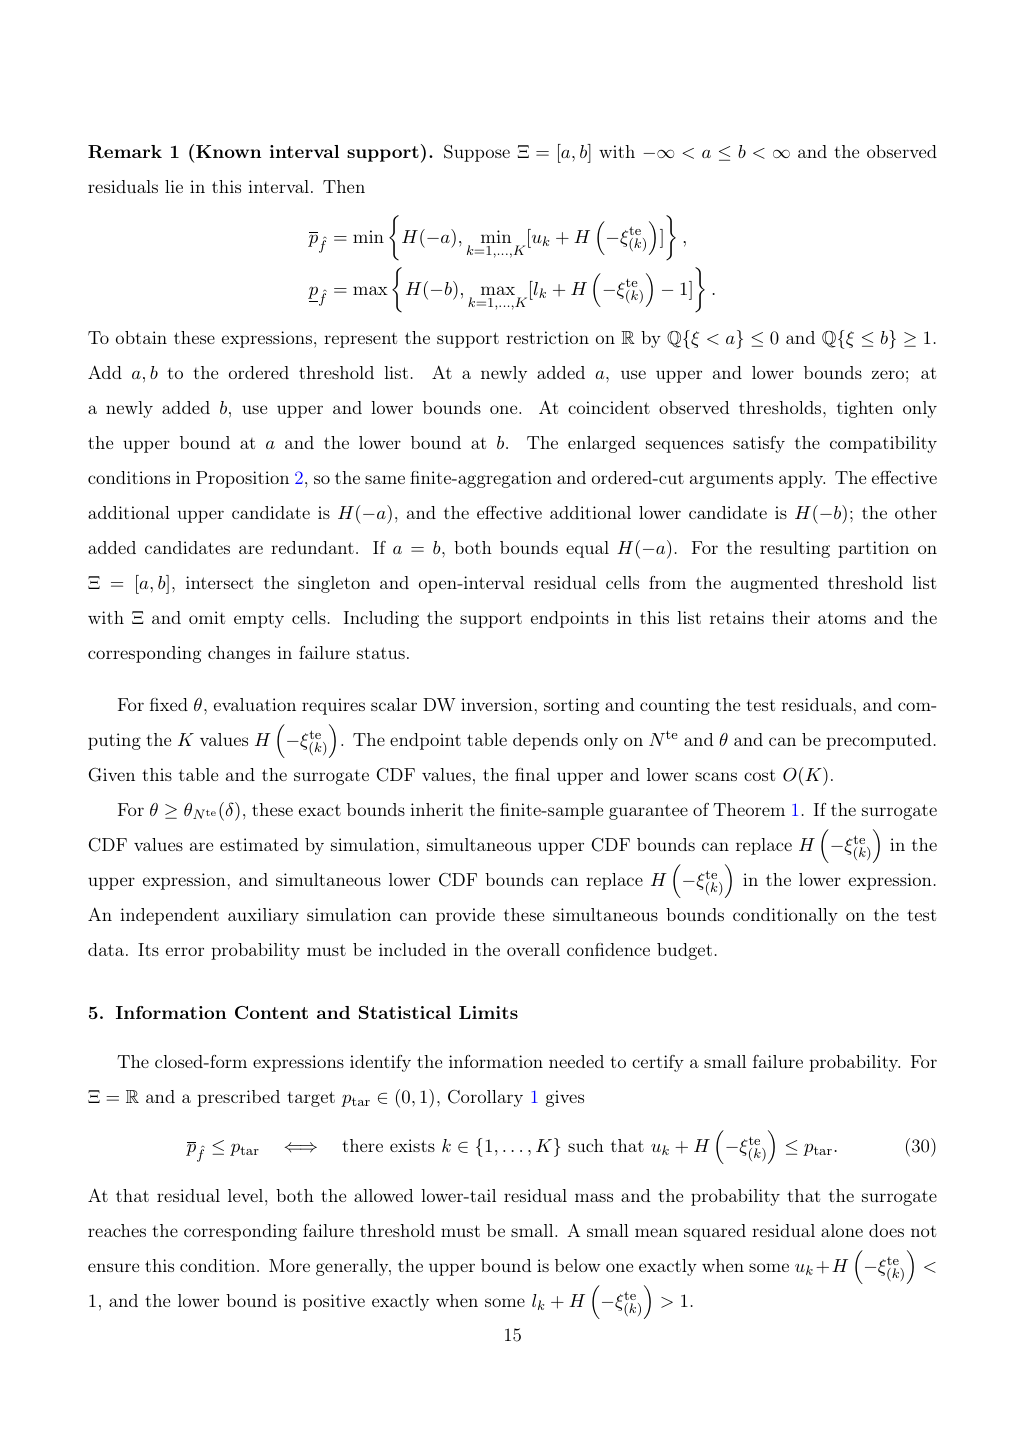 Remark 1 (Known interval support). Suppose Ξ = [a, b] with −∞ < a ≤ b < ∞ and the observed
residuals lie in this interval. Then
p̅_f̂ = min { H(−a), min_{k=1,...,K} [u_k + H(−ξ^te_(k))] } ,
p̲_f̂ = max { H(−b), max_{k=1,...,K} [l_k + H(−ξ^te_(k)) − 1] } .
To obtain these expressions, represent the support restriction on ℝ by ℚ{ξ < a} ≤ 0 and ℚ{ξ ≤ b} ≥ 1.
Add a, b to the ordered threshold list. At a newly added a, use upper and lower bounds zero; at
a newly added b, use upper and lower bounds one. At coincident observed thresholds, tighten only
the upper bound at a and the lower bound at b. The enlarged sequences satisfy the compatibility
conditions in Proposition 2, so the same finite-aggregation and ordered-cut arguments apply. The effective
additional upper candidate is H(−a), and the effective additional lower candidate is H(−b); the other
added candidates are redundant. If a = b, both bounds equal H(−a). For the resulting partition on
Ξ = [a, b], intersect the singleton and open-interval residual cells from the augmented threshold list
with Ξ and omit empty cells. Including the support endpoints in this list retains their atoms and the
corresponding changes in failure status.
For fixed θ, evaluation requires scalar DW inversion, sorting and counting the test residuals, and com-
puting the K values H(−ξ^te_(k)). The endpoint table depends only on N^te and θ and can be precomputed.
Given this table and the surrogate CDF values, the final upper and lower scans cost O(K).
For θ ≥ θ_{N^te}(δ), these exact bounds inherit the finite-sample guarantee of Theorem 1. If the surrogate
CDF values are estimated by simulation, simultaneous upper CDF bounds can replace H(−ξ^te_(k)) in the
upper expression, and simultaneous lower CDF bounds can replace H(−ξ^te_(k)) in the lower expression.
An independent auxiliary simulation can provide these simultaneous bounds conditionally on the test
data. Its error probability must be included in the overall confidence budget.
5. Information Content and Statistical Limits
The closed-form expressions identify the information needed to certify a small failure probability. For
Ξ = ℝ and a prescribed target p_tar ∈ (0, 1), Corollary 1 gives
p̅_f̂ ≤ p_tar ⟺ there exists k ∈ {1, . . . , K} such that u_k + H(−ξ^te_(k)) ≤ p_tar. (30)
At that residual level, both the allowed lower-tail residual mass and the probability that the surrogate
reaches the corresponding failure threshold must be small. A small mean squared residual alone does not
ensure this condition. More generally, the upper bound is below one exactly when some u_k + H(−ξ^te_(k)) <
1, and the lower bound is positive exactly when some l_k + H(−ξ^te_(k)) > 1.
15